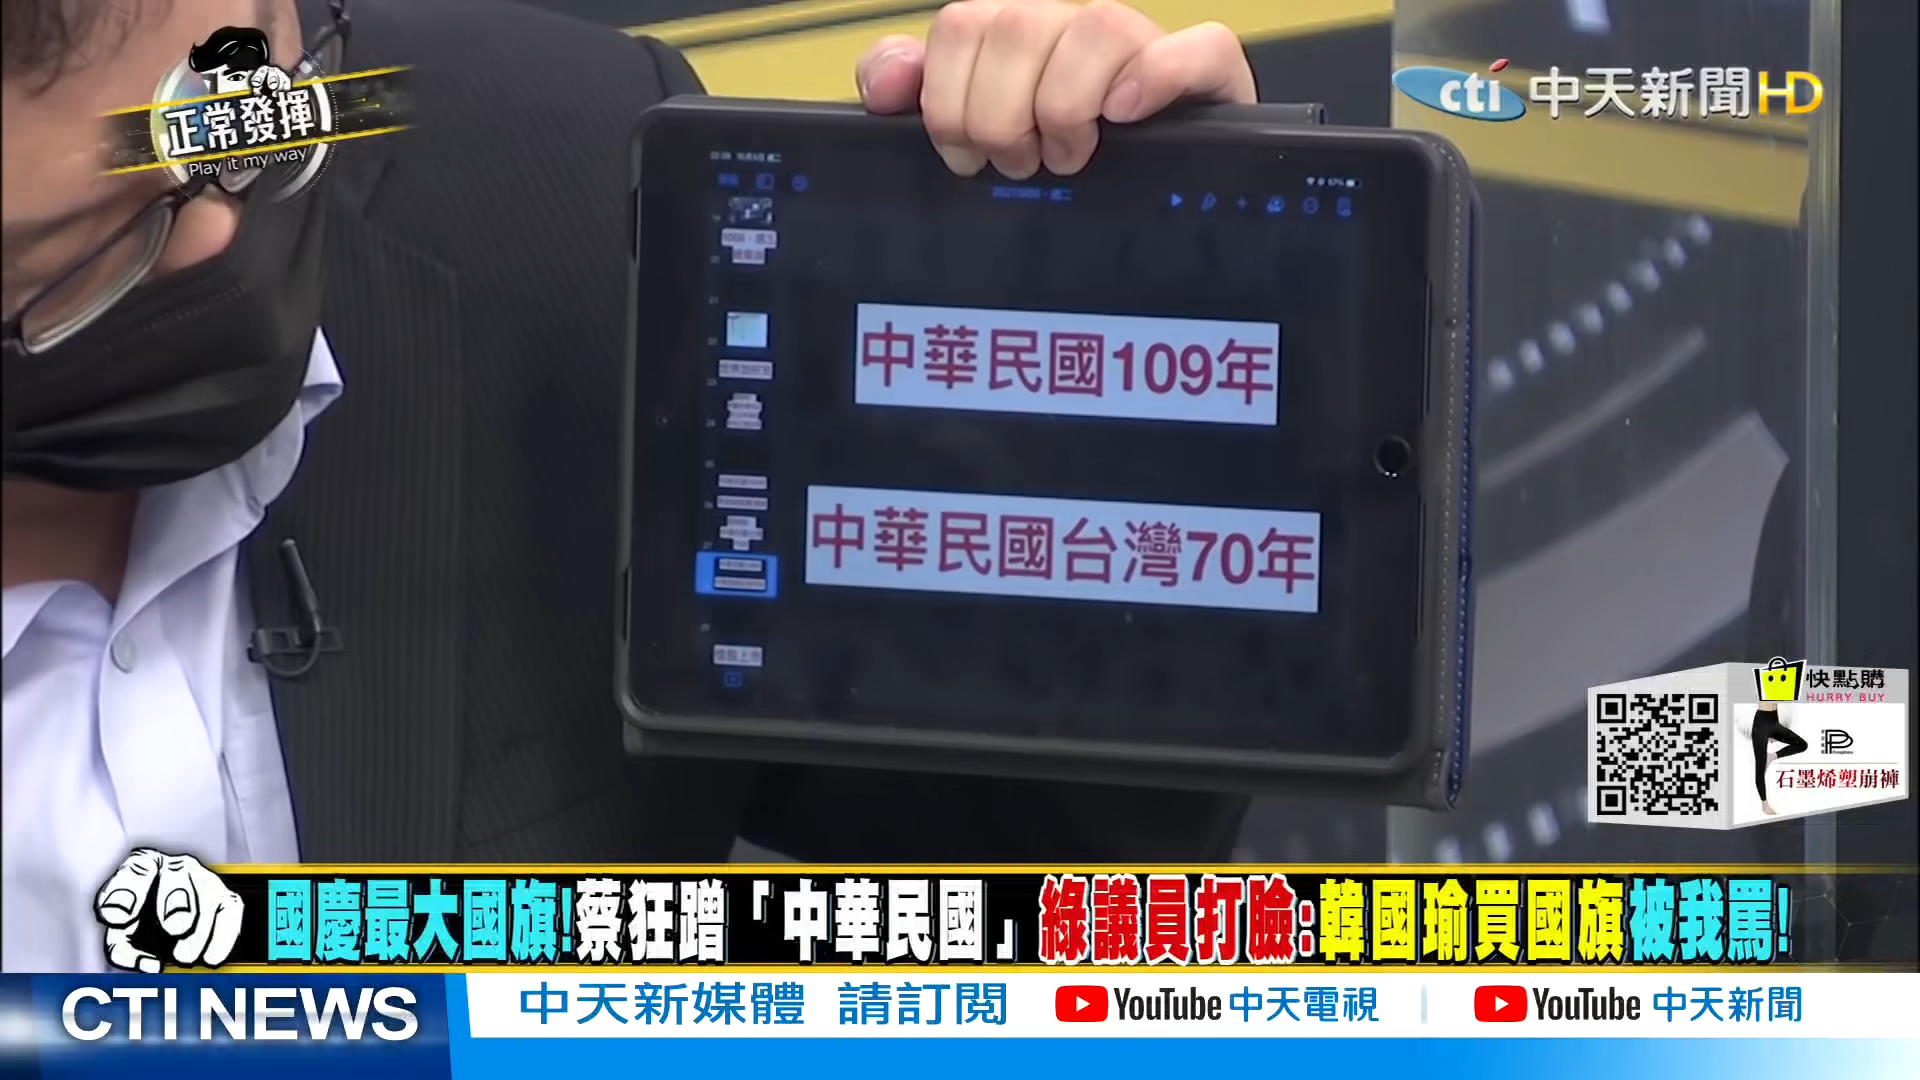 正常發揮
Play it my way
cti 中天新聞HD
中華民國109年
中華民國台灣70年
快點購
HURRY BUY
石墨烯塑崩褲
國慶最大國旗!蔡狂蹭「中華民國」綠議員打臉:韓國瑜買國旗被我罵!
CTI NEWS
中天新媒體 請訂閱 YouTube 中天電視 YouTube 中天新聞